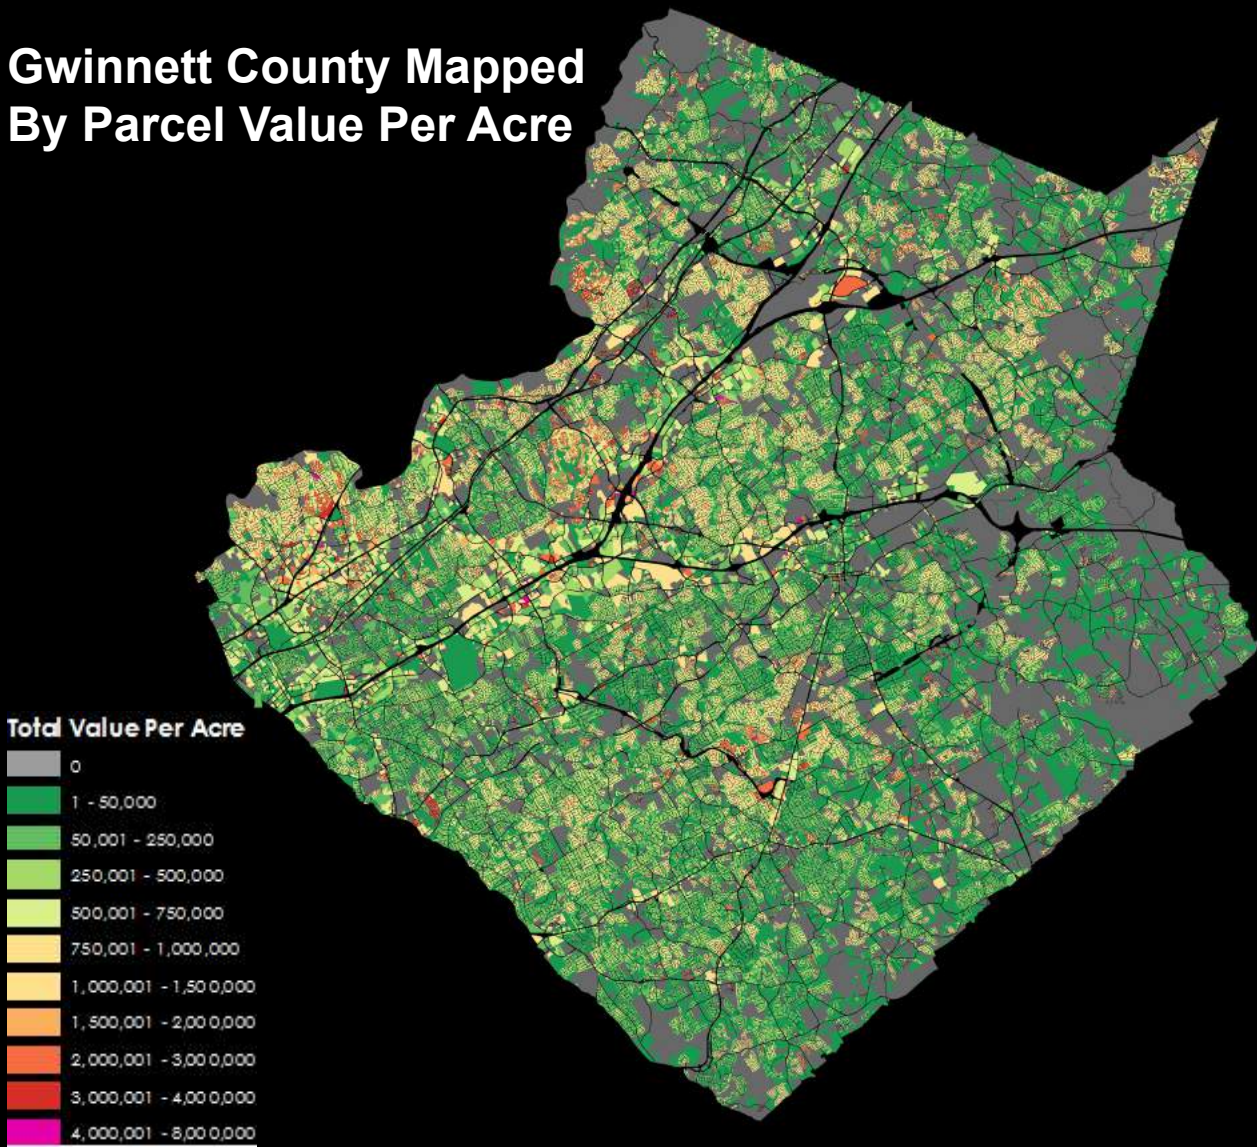 Gwinnett County Mapped
By Parcel Value Per Acre
Total Value Per Acre
0
1 - 50,000
50,001 - 250,000
250,001 - 500,000
500,001 - 750,000
750,001 - 1,000,000
1,000,001 - 1,500,000
1,500,001 - 2,000,000
2,000,001 - 3,000,000
3,000,001 - 4,000,000
4,000,001 - 8,000,000